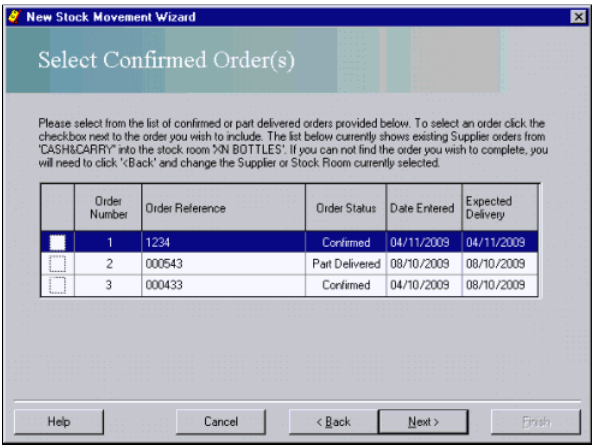 New Stock Movement Wizard
Select Confirmed Order(s)
Please select from the list of confirmed or part delivered orders provided below. To select an order click the
checkbox next to the order you wish to include. The list below currently shows existing Supplier orders from
'CASH&CARRY' into the stock room 'XN BOTTLES'. If you can not find the order you wish to complete, you
will need to click '<Back' and change the Supplier or Stock Room currently selected.
Order Number Order Reference Order Status Date Entered Expected Delivery
1 1234 Confirmed 04/11/2009 04/11/2009
2 000543 Part Delivered 08/10/2009 08/10/2009
3 000433 Confirmed 04/10/2009 08/10/2009
Help Cancel < Back Next > Finish